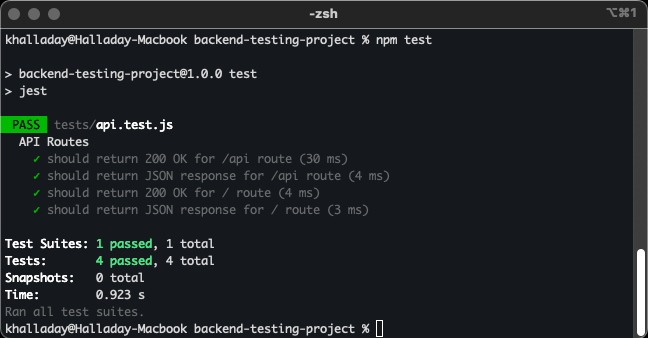 -zsh
⌥⌘1
khalladay@Halladay-Macbook backend-testing-project % npm test
> backend-testing-project@1.0.0 test
> jest
PASS tests/api.test.js
API Routes
✓ should return 200 OK for /api route (30 ms)
✓ should return JSON response for /api route (4 ms)
✓ should return 200 OK for / route (4 ms)
✓ should return JSON response for / route (3 ms)
Test Suites: 1 passed, 1 total
Tests: 4 passed, 4 total
Snapshots: 0 total
Time: 0.923 s
Ran all test suites.
khalladay@Halladay-Macbook backend-testing-project %